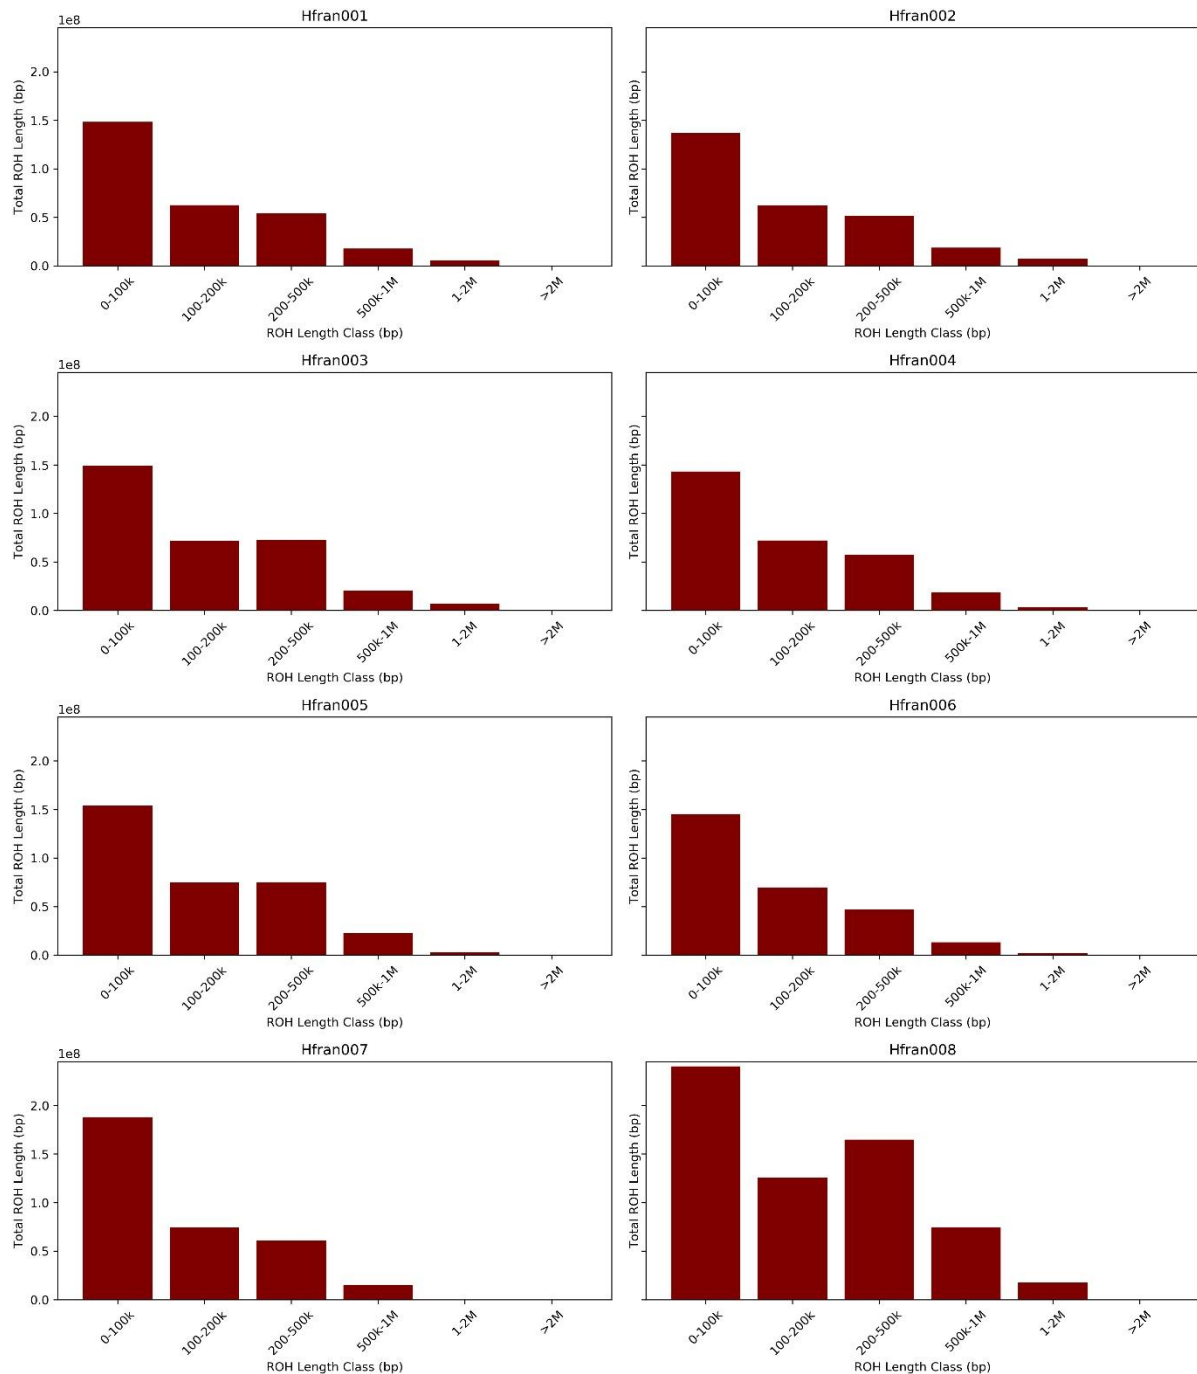 Hfran001
1e8
Total ROH Length (bp)
2.0
1.5
1.0
0.5
0.0
0-100k
100-200k
200-500k
500k-1M
1-2M
>2M
ROH Length Class (bp)
Hfran002
Total ROH Length (bp)
0-100k
100-200k
200-500k
500k-1M
1-2M
>2M
ROH Length Class (bp)
Hfran003
1e8
Total ROH Length (bp)
2.0
1.5
1.0
0.5
0.0
0-100k
100-200k
200-500k
500k-1M
1-2M
>2M
ROH Length Class (bp)
Hfran004
Total ROH Length (bp)
0-100k
100-200k
200-500k
500k-1M
1-2M
>2M
ROH Length Class (bp)
Hfran005
1e8
Total ROH Length (bp)
2.0
1.5
1.0
0.5
0.0
0-100k
100-200k
200-500k
500k-1M
1-2M
>2M
ROH Length Class (bp)
Hfran006
Total ROH Length (bp)
0-100k
100-200k
200-500k
500k-1M
1-2M
>2M
ROH Length Class (bp)
Hfran007
1e8
Total ROH Length (bp)
2.0
1.5
1.0
0.5
0.0
0-100k
100-200k
200-500k
500k-1M
1-2M
>2M
ROH Length Class (bp)
Hfran008
Total ROH Length (bp)
0-100k
100-200k
200-500k
500k-1M
1-2M
>2M
ROH Length Class (bp)